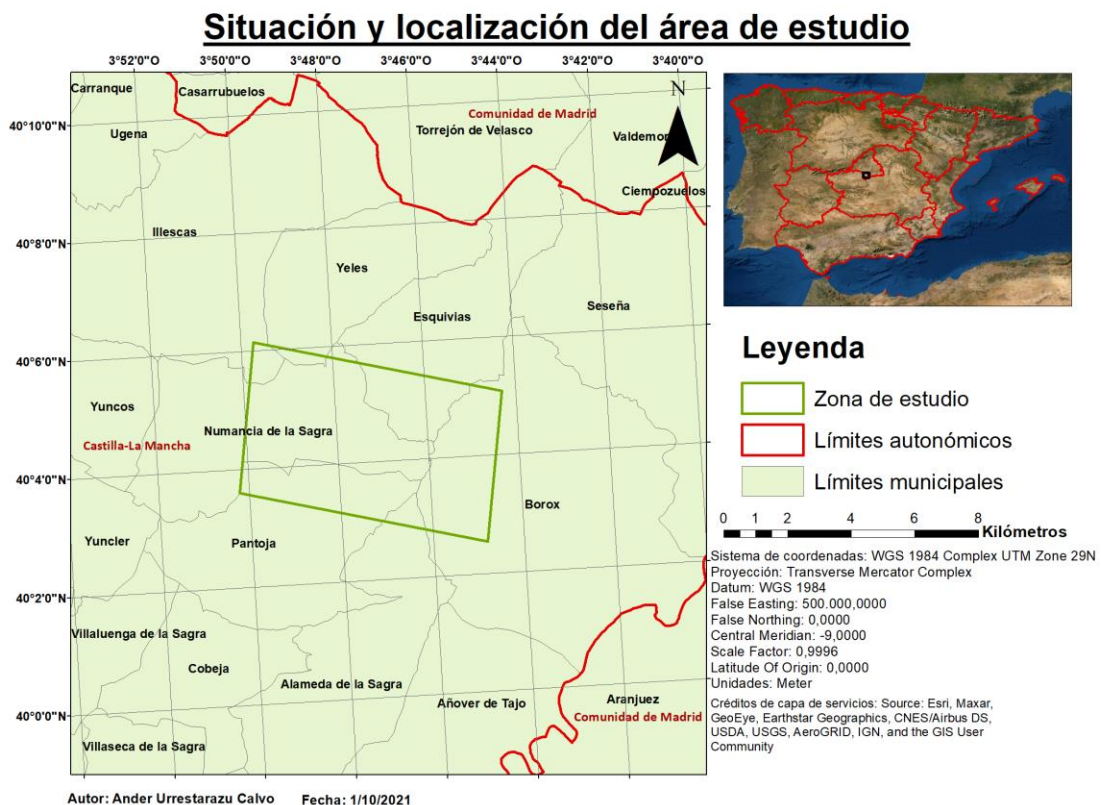 Situación y localización del área de estudio
3°52'0"W 3°50'0"W 3°48'0"W 3°46'0"W 3°44'0"W 3°42'0"W 3°40'0"W
40°10'0"N
40°8'0"N
40°6'0"N
40°4'0"N
40°2'0"N
40°0'0"N
Carranque
Casarrubuelos
Ugena
Comunidad de Madrid
Torrejón de Velasco
N
Ciempozuelos
Illescas
Yeles
Seseña
Esquivias
Yuncos
Numancia de la Sagra
Castilla-La Mancha
Borox
Yuncler
Pantoja
Villaluenga de la Sagra
Cobeja
Alameda de la Sagra
Añover de Tajo
Aranjuez
Comunidad de Madrid
Villaseca de la Sagra
Leyenda
Zona de estudio
Límites autonómicos
Límites municipales
0 1 2 4 6 8
Kilómetros
Sistema de coordenadas: WGS 1984 Complex UTM Zone 29N
Proyección: Transverse Mercator Complex
Datum: WGS 1984
False Easting: 500.000,0000
False Northing: 0,0000
Central Meridian: -9,0000
Scale Factor: 0,9996
Latitude Of Origin: 0,0000
Unidades: Meter
Créditos de capa de servicios: Source: Esri, Maxar,
GeoEye, Earthstar Geographics, CNES/Airbus DS,
USDA, USGS, AeroGRID, IGN, and the GIS User
Community
Autor: Ander Urrestarazu Calvo Fecha: 1/10/2021